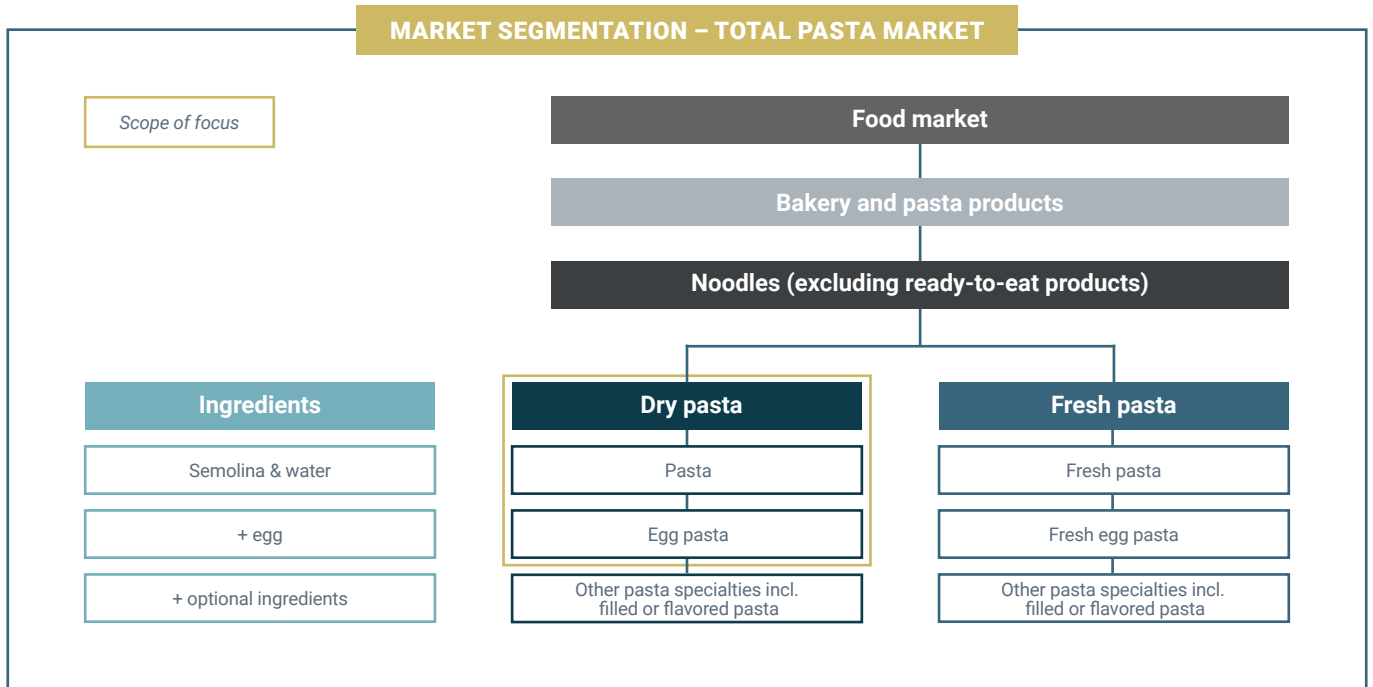 MARKET SEGMENTATION – TOTAL PASTA MARKET
Scope of focus
Food market
Bakery and pasta products
Noodles (excluding ready-to-eat products)
Ingredients
Semolina & water
+ egg
+ optional ingredients
Dry pasta
Pasta
Egg pasta
Other pasta specialties incl.
filled or flavored pasta
Fresh pasta
Fresh pasta
Fresh egg pasta
Other pasta specialties incl.
filled or flavored pasta